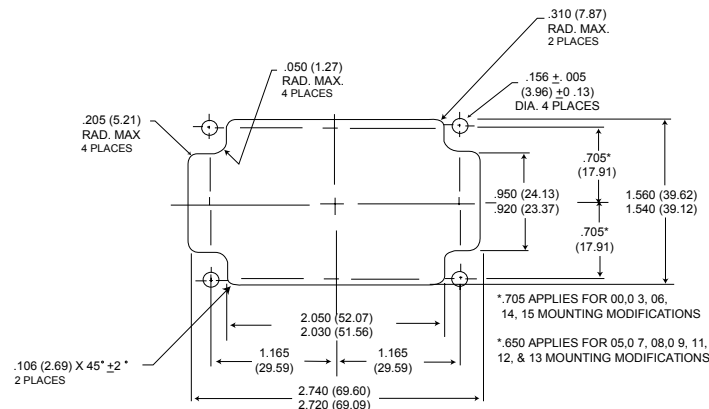 .310 (7.87)
RAD. MAX.
2 PLACES
.050 (1.27)
RAD. MAX.
4 PLACES
.156 ± .005
(3.96) ±0 .13)
DIA. 4 PLACES
.205 (5.21)
RAD. MAX
4 PLACES
.705*
(17.91)
.950 (24.13)
.920 (23.37)
1.560 (39.62)
1.540 (39.12)
.705*
(17.91)
*.705 APPLIES FOR 00,0 3, 06,
14, 15 MOUNTING MODIFICATIONS
2.050 (52.07)
2.030 (51.56)
*.650 APPLIES FOR 05,0 7, 08,0 9, 11,
12, & 13 MOUNTING MODIFICATIONS
.106 (2.69) X 45° ±2 °
2 PLACES
1.165
(29.59)
1.165
(29.59)
2.740 (69.60)
2.720 (69.09)